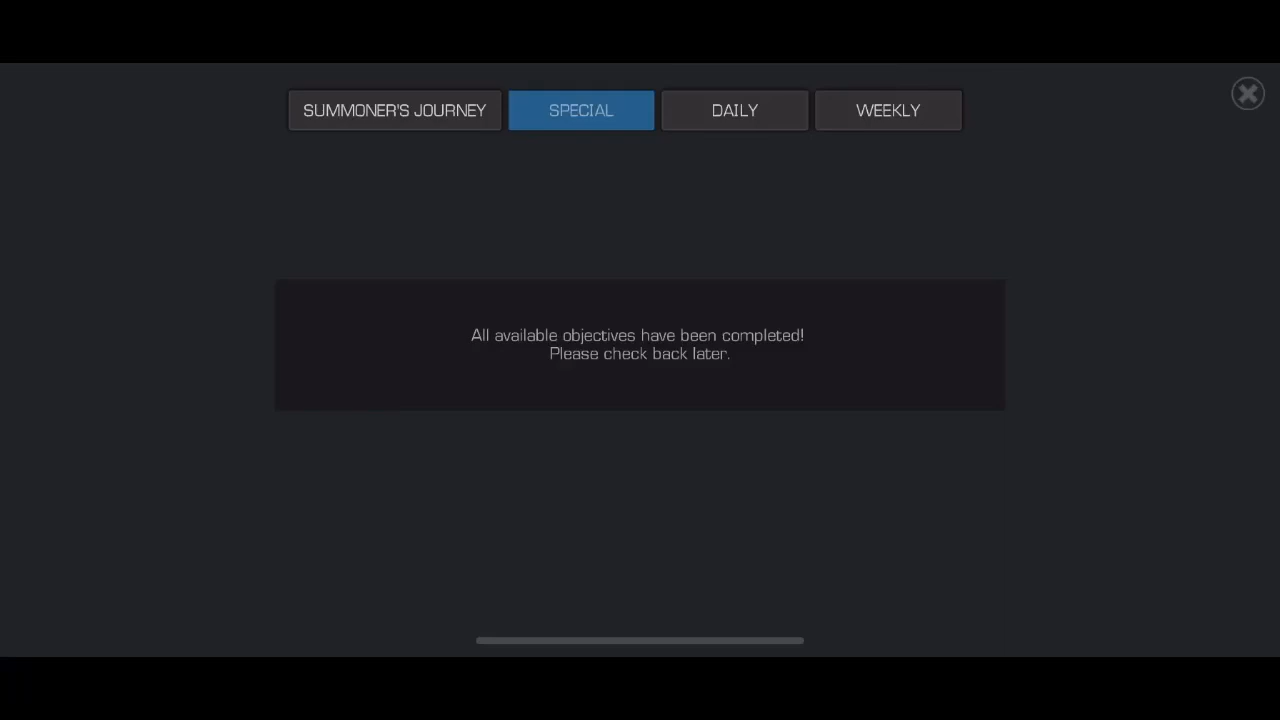 SUMMONER'S JOURNEY
SPECIAL
DAILY
WEEKLY
All available objectives have been completed!
Please check back later.